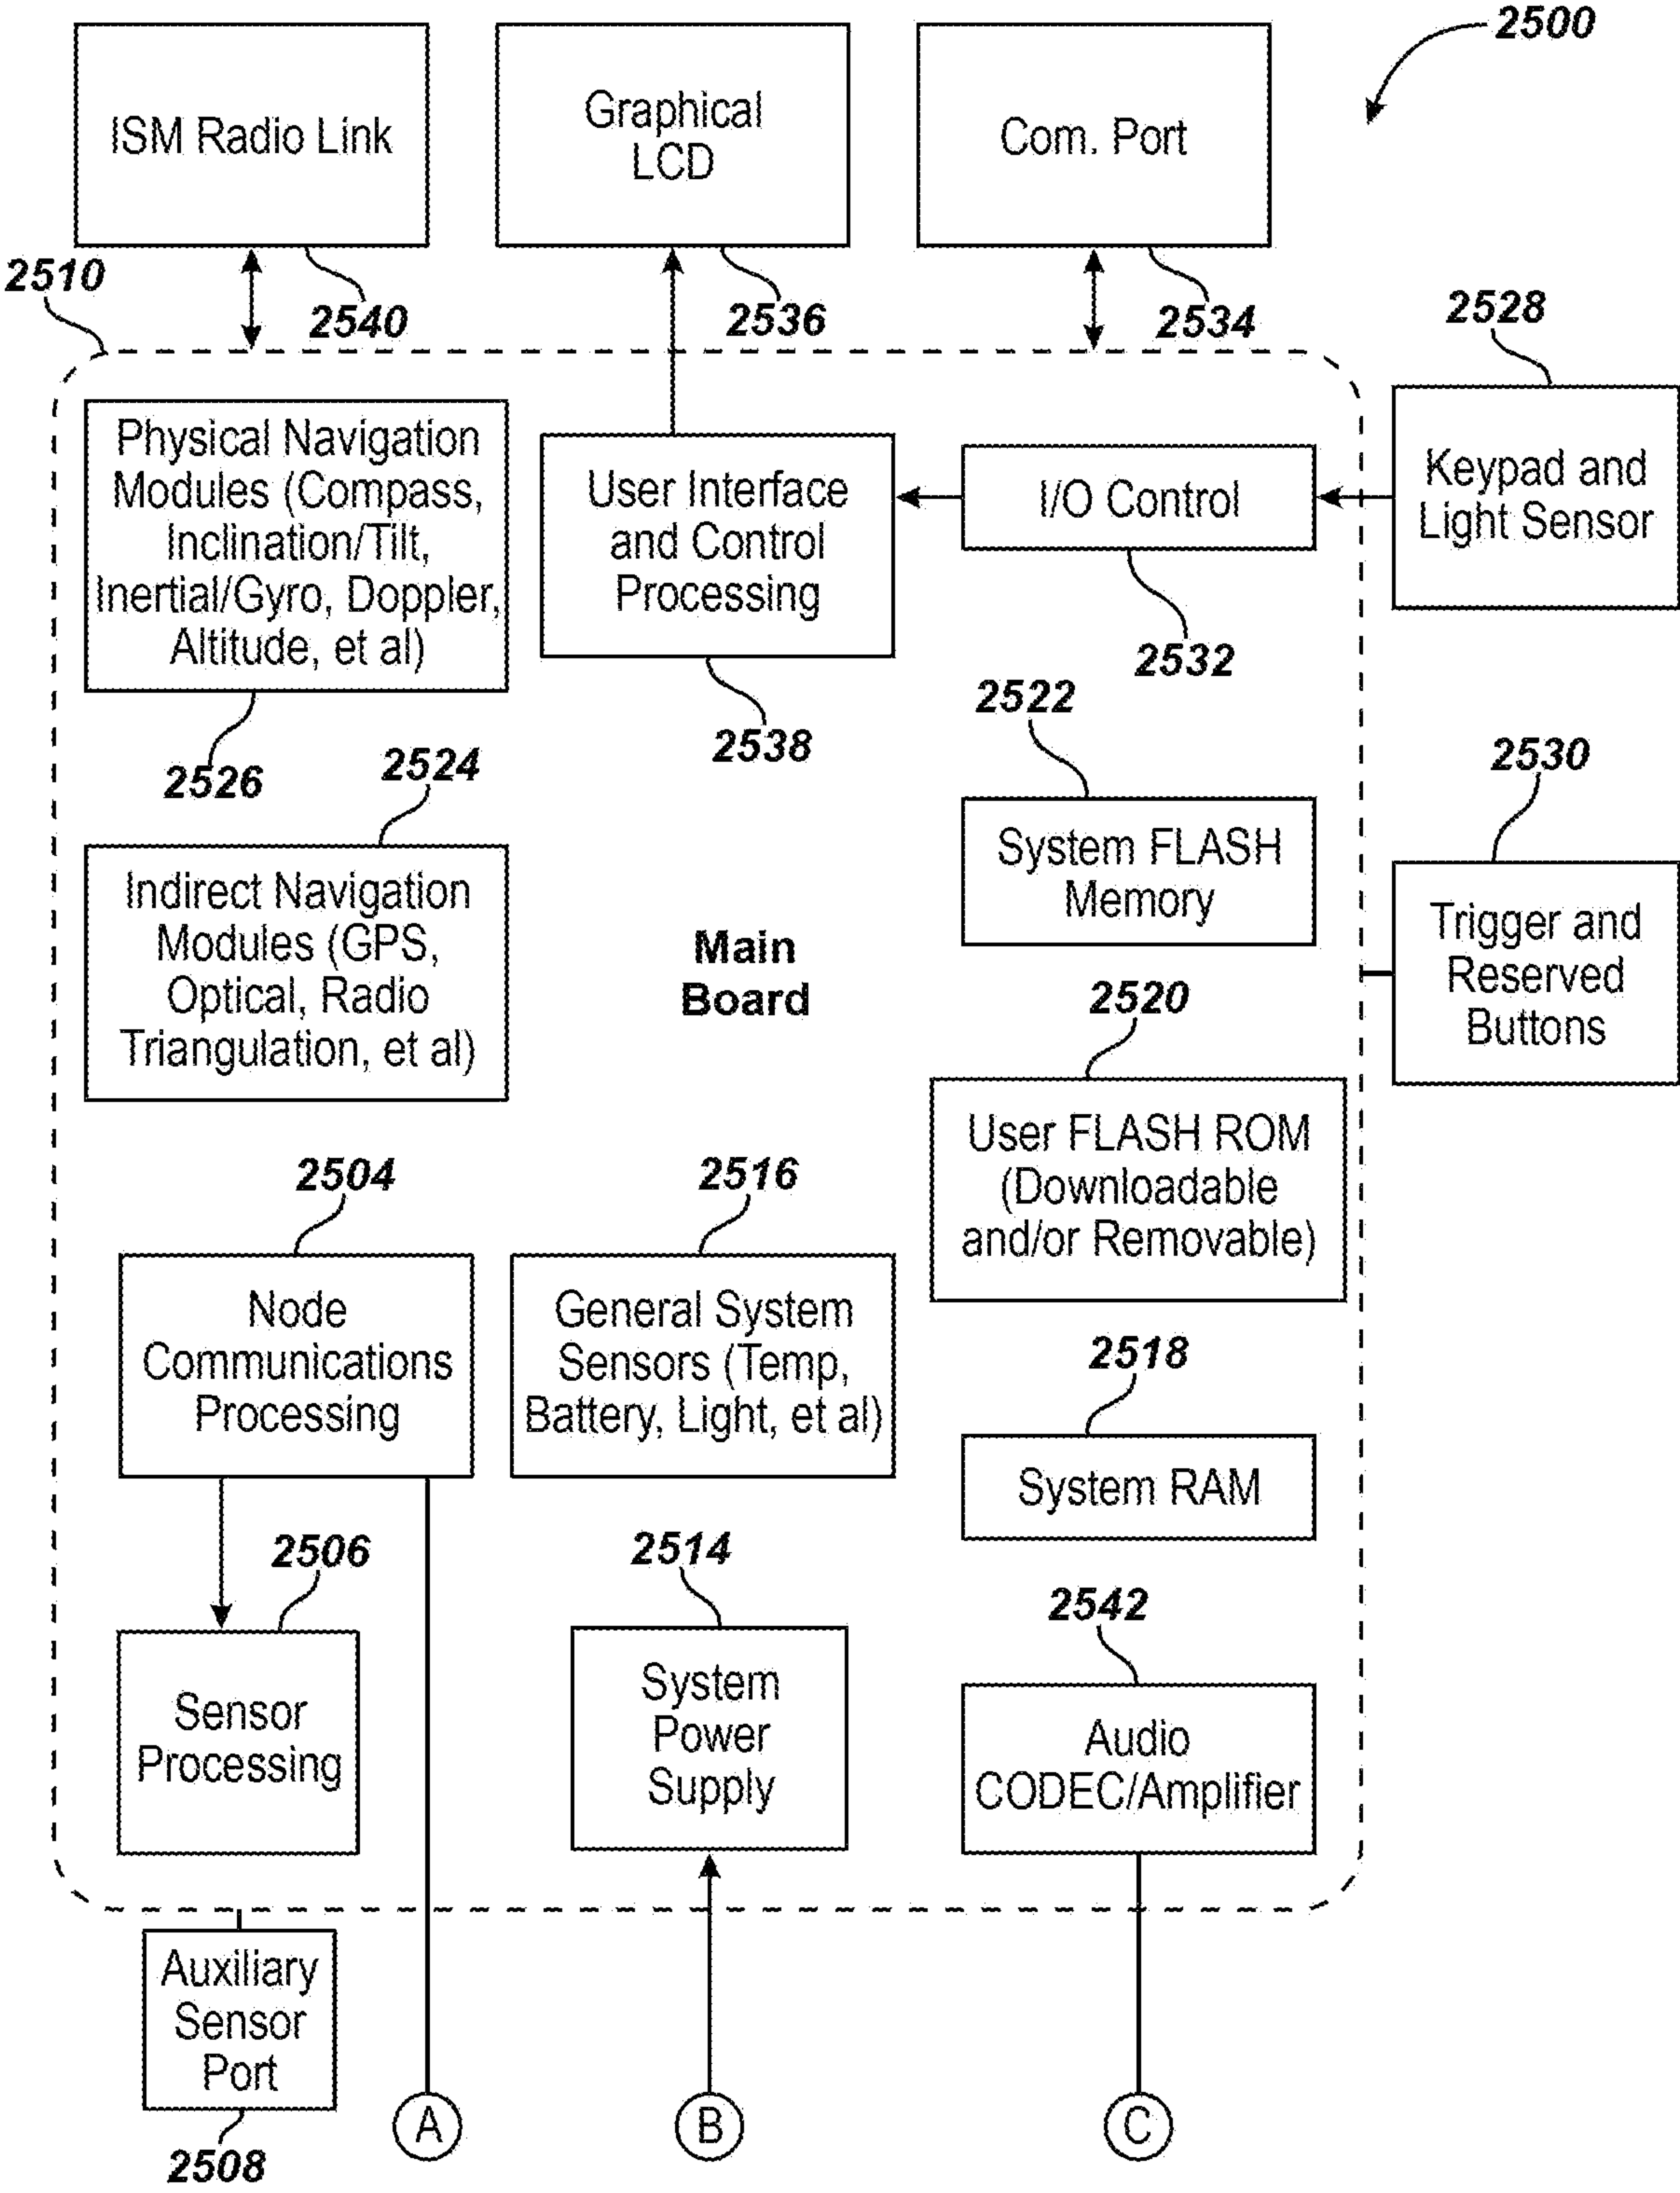 2500
ISM Radio Link
Graphical
LCD
Com. Port
2510
2540
2536
2534
2528
Physical Navigation
Modules (Compass,
Inclination/Tilt,
Inertial/Gyro, Doppler,
Altitude, et al)
User Interface
and Control
Processing
I/O Control
Keypad and
Light Sensor
2532
2526
2538
2522
2524
2530
Indirect Navigation
Modules (GPS,
Optical, Radio
Triangulation, et al)
Main
Board
System FLASH
Memory
Trigger and
Reserved
Buttons
2520
User FLASH ROM
(Downloadable
and/or Removable)
2504
2516
Node
Communications
Processing
General System
Sensors (Temp,
Battery, Light, et al)
2518
System RAM
2506
2514
2542
Sensor
Processing
System
Power
Supply
Audio
CODEC/Amplifier
Auxiliary
Sensor
Port
A
B
C
2508